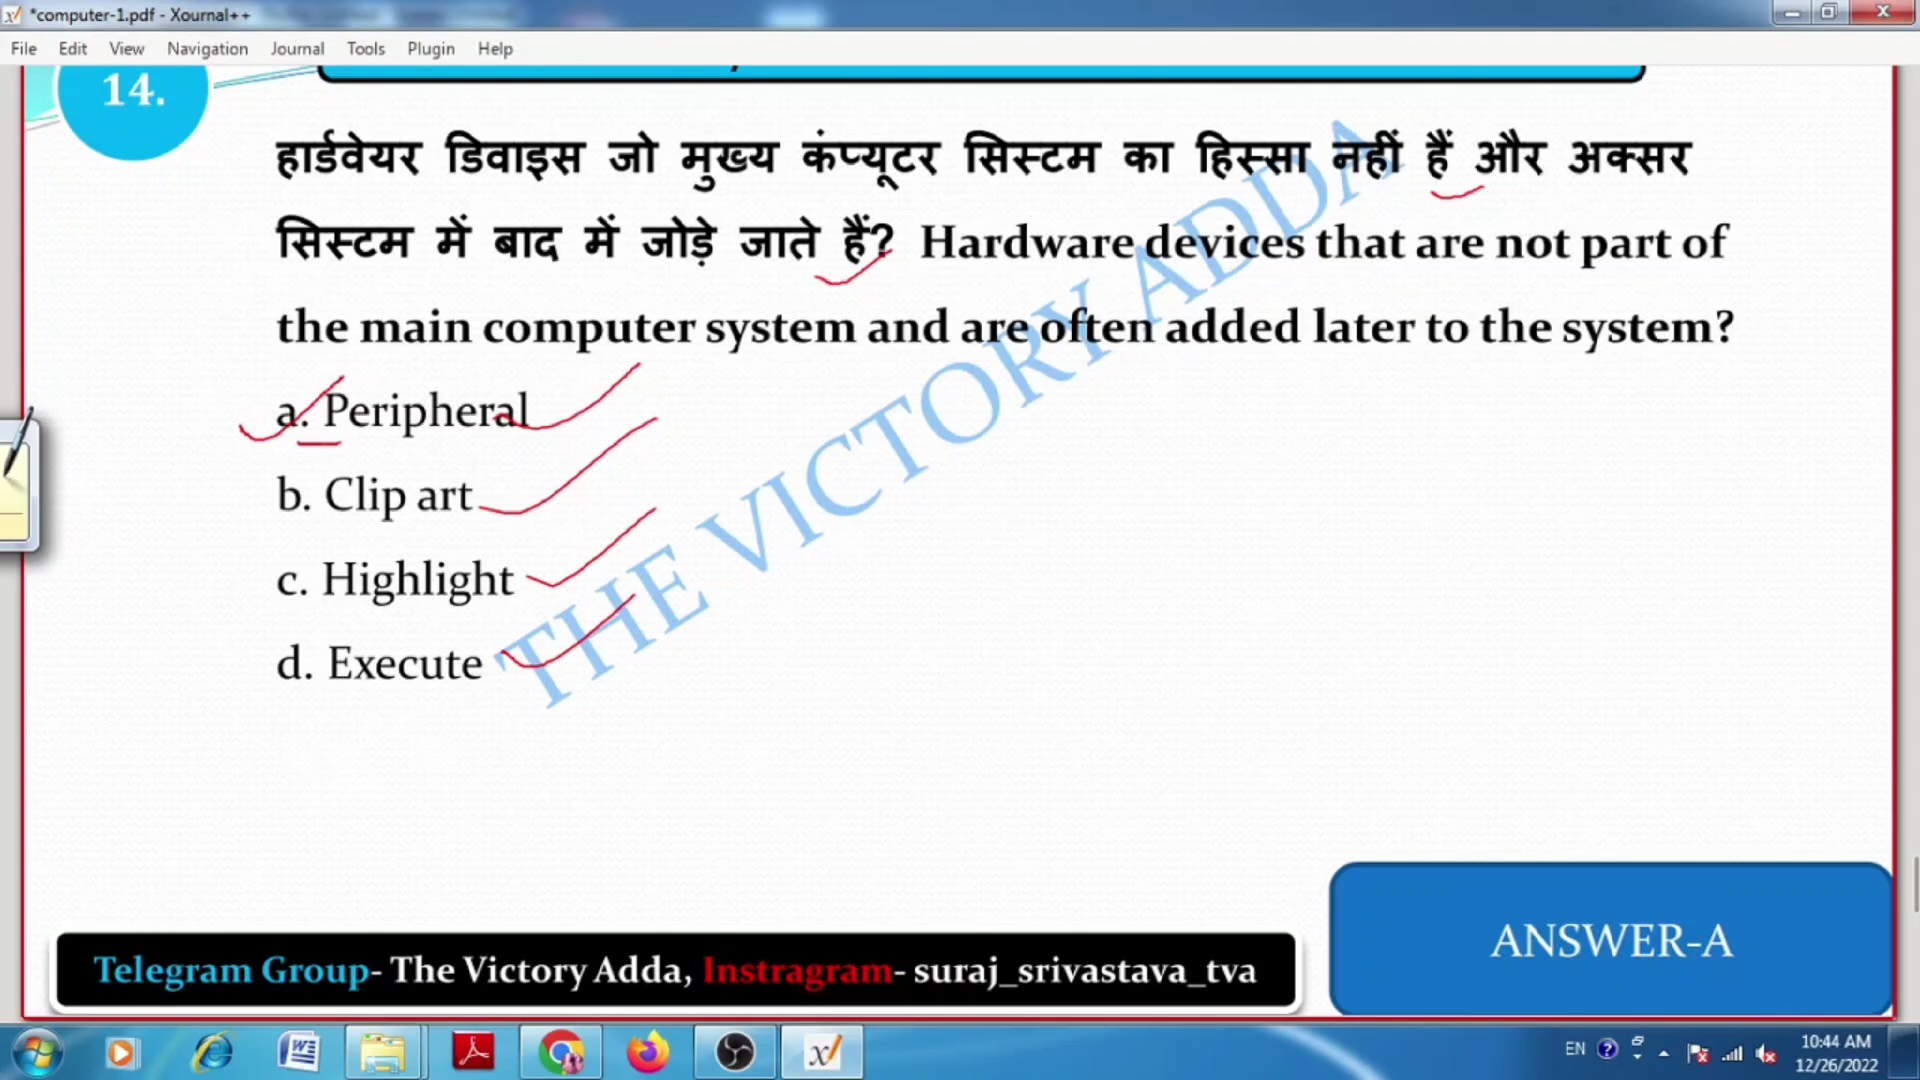 *computer-1.pdf - Xournal++
File Edit View Navigation Journal Tools Plugin Help
14.
हार्डवेयर डिवाइस जो मुख्य कंप्यूटर सिस्टम का हिस्सा नहीं हैं और अक्सर
सिस्टम में बाद में जोड़े जाते हैं? Hardware devices that are not part of
the main computer system and are often added later to the system?
a. Peripheral
b. Clip art
c. Highlight
d. Execute
THE VICTORY ADDA
ANSWER-A
Telegram Group- The Victory Adda, Instragram- suraj_srivastava_tva
EN
10:44 AM
12/26/2022